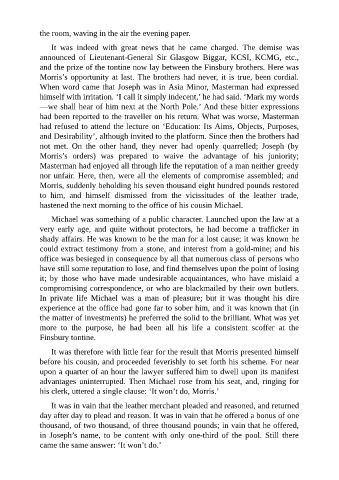 the room, waving in the air the evening paper.
It was indeed with great news that he came charged. The demise was
announced of Lieutenant-General Sir Glasgow Biggar, KCSI, KCMG, etc.,
and the prize of the tontine now lay between the Finsbury brothers. Here was
Morris’s opportunity at last. The brothers had never, it is true, been cordial.
When word came that Joseph was in Asia Minor, Masterman had expressed
himself with irritation. ‘I call it simply indecent,’ he had said. ‘Mark my words
—we shall hear of him next at the North Pole.’ And these bitter expressions
had been reported to the traveller on his return. What was worse, Masterman
had refused to attend the lecture on ‘Education: Its Aims, Objects, Purposes,
and Desirability’, although invited to the platform. Since then the brothers had
not met. On the other hand, they never had openly quarrelled; Joseph (by
Morris’s orders) was prepared to waive the advantage of his juniority;
Masterman had enjoyed all through life the reputation of a man neither greedy
nor unfair. Here, then, were all the elements of compromise assembled; and
Morris, suddenly beholding his seven thousand eight hundred pounds restored
to him, and himself dismissed from the vicissitudes of the leather trade,
hastened the next morning to the office of his cousin Michael.
Michael was something of a public character. Launched upon the law at a
very early age, and quite without protectors, he had become a trafficker in
shady affairs. He was known to be the man for a lost cause; it was known he
could extract testimony from a stone, and interest from a gold-mine; and his
office was besieged in consequence by all that numerous class of persons who
have still some reputation to lose, and find themselves upon the point of losing
it; by those who have made undesirable acquaintances, who have mislaid a
compromising correspondence, or who are blackmailed by their own butlers.
In private life Michael was a man of pleasure; but it was thought his dire
experience at the office had gone far to sober him, and it was known that (in
the matter of investments) he preferred the solid to the brilliant. What was yet
more to the purpose, he had been all his life a consistent scoffer at the
Finsbury tontine.
It was therefore with little fear for the result that Morris presented himself
before his cousin, and proceeded feverishly to set forth his scheme. For near
upon a quarter of an hour the lawyer suffered him to dwell upon its manifest
advantages uninterrupted. Then Michael rose from his seat, and, ringing for
his clerk, uttered a single clause: ‘It won’t do, Morris.’
It was in vain that the leather merchant pleaded and reasoned, and returned
day after day to plead and reason. It was in vain that he offered a bonus of one
thousand, of two thousand, of three thousand pounds; in vain that he offered,
in Joseph’s name, to be content with only one-third of the pool. Still there
came the same answer: ‘It won’t do.’